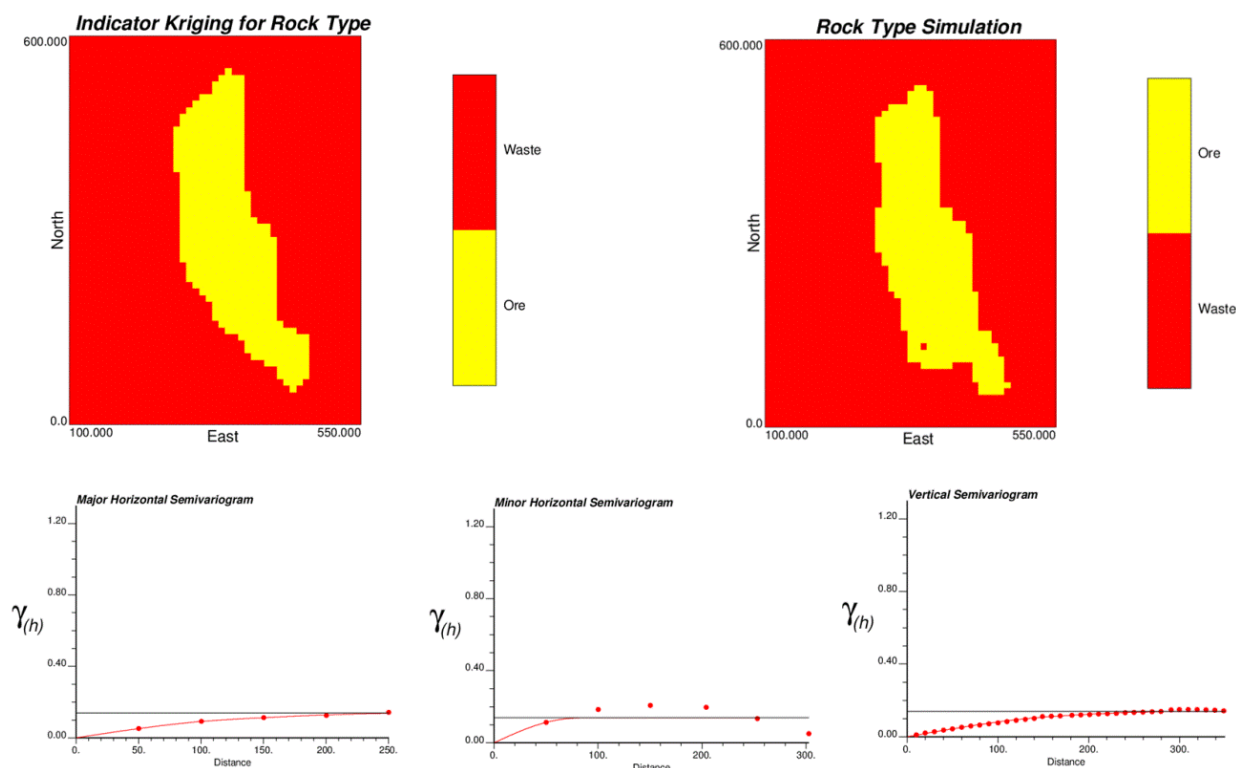 Indicator Kriging for Rock Type
600.000
North
0.0
100.000
East
550.000
Waste
Ore
Rock Type Simulation
600.000
North
0.0
100.000
East
550.000
Ore
Waste
Major Horizontal Semivariogram
1.20
0.80
γ(h)
0.40
0.00
0. 50. 100. 150. 200. 250.
Distance
Minor Horizontal Semivariogram
1.20
0.80
γ(h)
0.40
0.00
0. 100. 200. 300.
Distance
Vertical Semivariogram
1.20
0.80
γ(h)
0.40
0.00
0. 100. 200. 300.
Distance